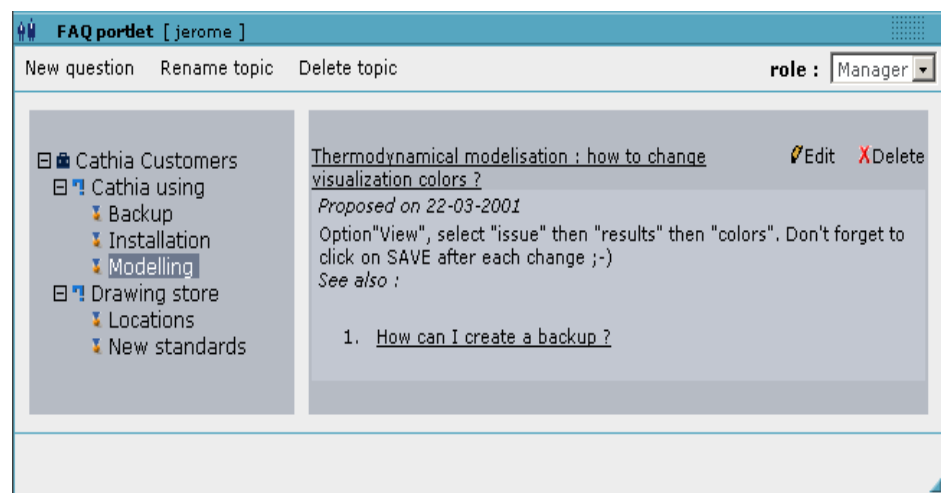 FAQ portlet [ jerome ]
New question Rename topic Delete topic role : Manager
Cathia Customers
Cathia using
Backup
Installation
Modelling
Drawing store
Locations
New standards
Thermodynamical modelisation : how to change
visualization colors ?
Edit XDelete
Proposed on 22-03-2001
Option"View", select "issue" then "results" then "colors". Don't forget to
click on SAVE after each change ;-)
See also :
1. How can I create a backup ?